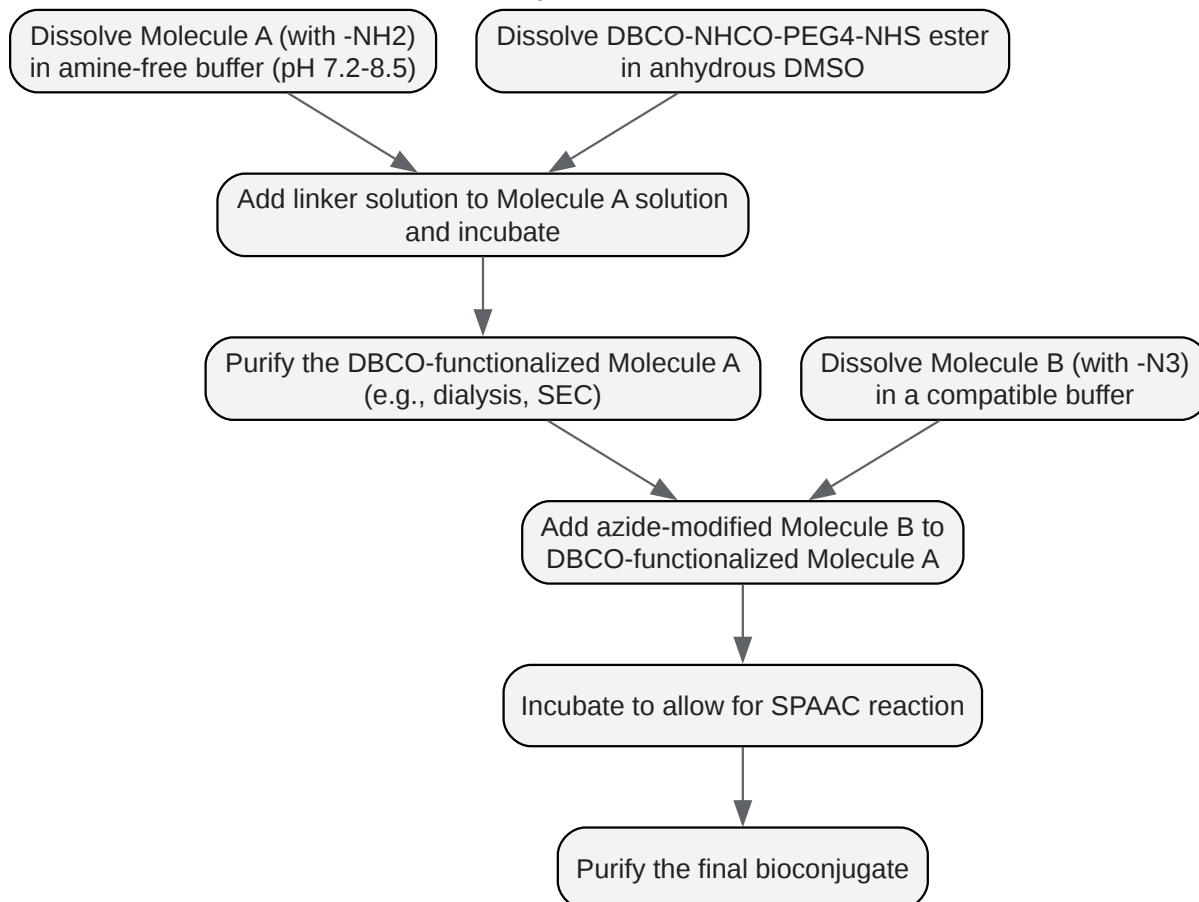 Dissolve Molecule A (with -NH2)
in amine-free buffer (pH 7.2-8.5)
Dissolve DBCO-NHCO-PEG4-NHS ester
in anhydrous DMSO
Add linker solution to Molecule A solution
and incubate
Purify the DBCO-functionalized Molecule A
(e.g., dialysis, SEC)
Dissolve Molecule B (with -N3)
in a compatible buffer
Add azide-modified Molecule B to
DBCO-functionalized Molecule A
Incubate to allow for SPAAC reaction
Purify the final bioconjugate